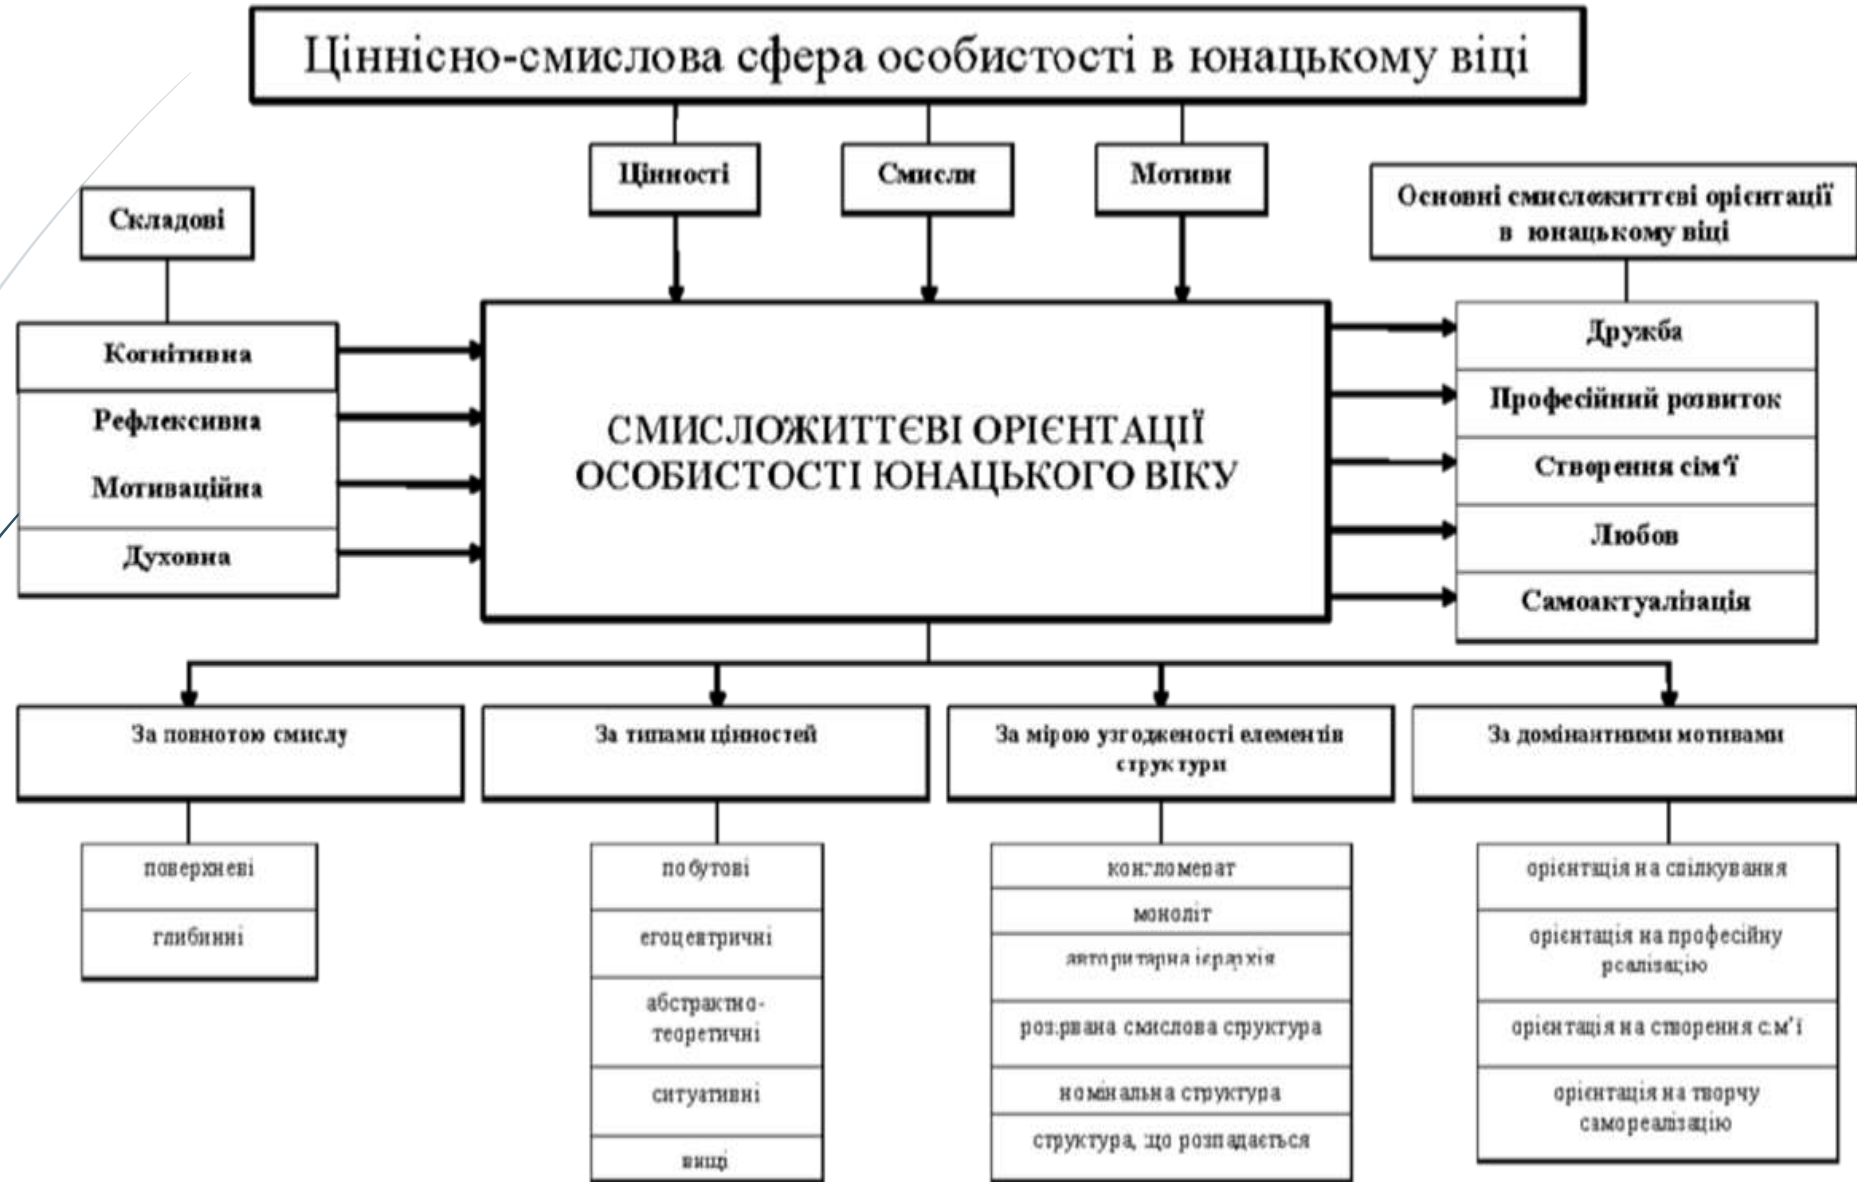 Ціннісно-смислова сфера особистості в юнацькому віці
Цінності
Смисли
Мотиви
Складові
Основні смисложиттєві орієнтації
в юнацькому віці
Когнітивна
Рефлексивна
Мотиваційна
Духовна
СМИСЛОЖИТТЄВІ ОРІЄНТАЦІЇ
ОСОБИСТОСТІ ЮНАЦЬКОГО ВІКУ
Дружба
Професійний розвиток
Створення сім'ї
Любов
Самоактуалізація
За повнотою смислу
поверхневі
глибинні
За типами цінностей
побутові
егоцентричні
абстрактно-
теоретичні
ситуативні
вищі
За мірою узгодженості елементів
структури
конгломерат
моноліт
авторитарна ієрархія
розірвана смислова структура
номінальна структура
структура, що розпадається
За домінантними мотивами
орієнтація на спілкування
орієнтація на професійну
реалізацію
орієнтація на створення сім'ї
орієнтація на творчу
самореалізацію